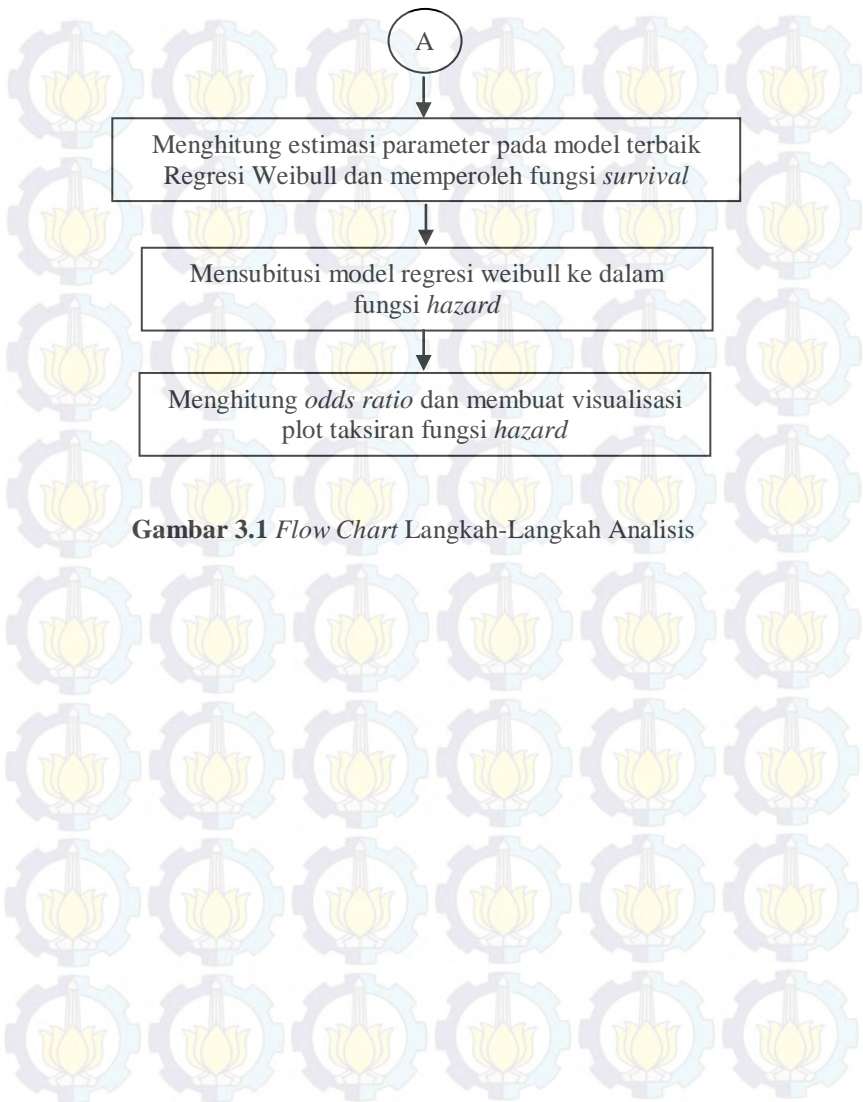 A
Menghitung estimasi parameter pada model terbaik
Regresi Weibull dan memperoleh fungsi survival
Mensubitusi model regresi weibull ke dalam
fungsi hazard
Menghitung odds ratio dan membuat visualisasi
plot taksiran fungsi hazard
Gambar 3.1 Flow Chart Langkah-Langkah Analisis